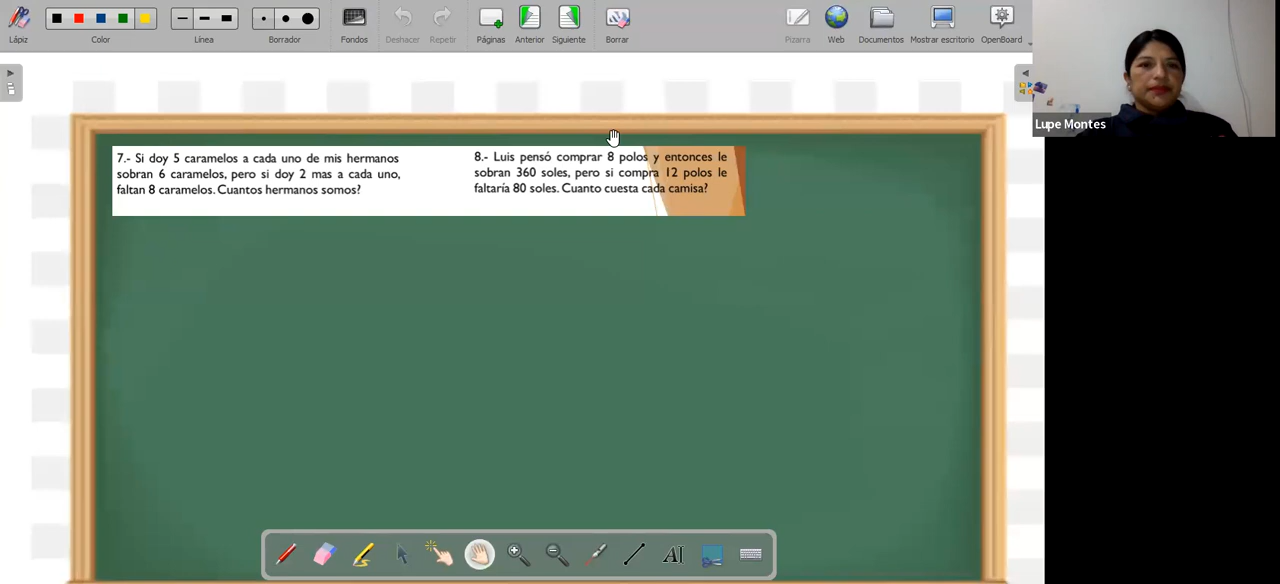 Lápiz
Color
Línea
Borrador
Fondos
Deshacer
Repetir
Páginas
Anterior
Siguiente
Borrar
Pizarra
Web
Documentos
Mostrar escritorio
OpenBoard
Lupe Montes
7.- Si doy 5 caramelos a cada uno de mis hermanos
sobran 6 caramelos, pero si doy 2 mas a cada uno,
faltan 8 caramelos. Cuantos hermanos somos?
8.- Luis pensó comprar 8 polos y entonces le
sobran 360 soles, pero si compra 12 polos le
faltaría 80 soles. Cuanto cuesta cada camisa?
AI